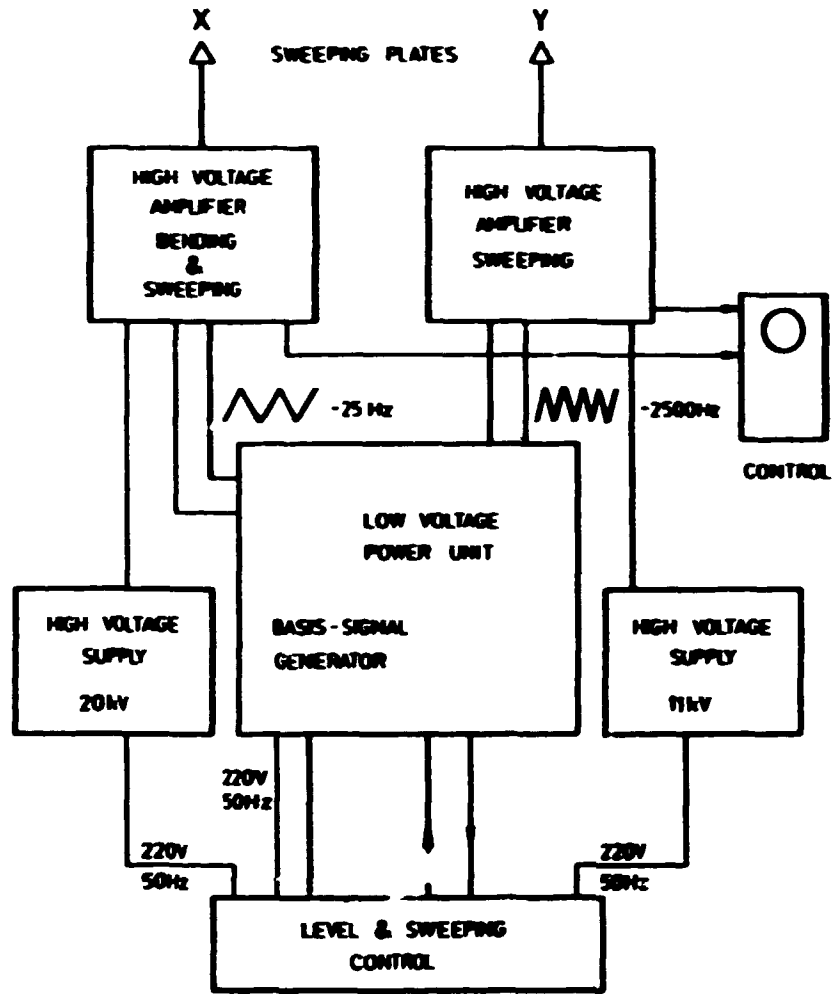 X
Y
SWEEPING PLATES
HIGH VOLTAGE
AMPLIFIER
BENDING
&
SWEEPING
HIGH VOLTAGE
AMPLIFIER
SWEEPING
~25 Hz
~2500Hz
CONTROL
LOW VOLTAGE
POWER UNIT
BASIS-SIGNAL
GENERATOR
HIGH VOLTAGE
SUPPLY
20kV
HIGH VOLTAGE
SUPPLY
11kV
220V
50Hz
220V
50Hz
220V
50Hz
LEVEL & SWEEPING
CONTROL